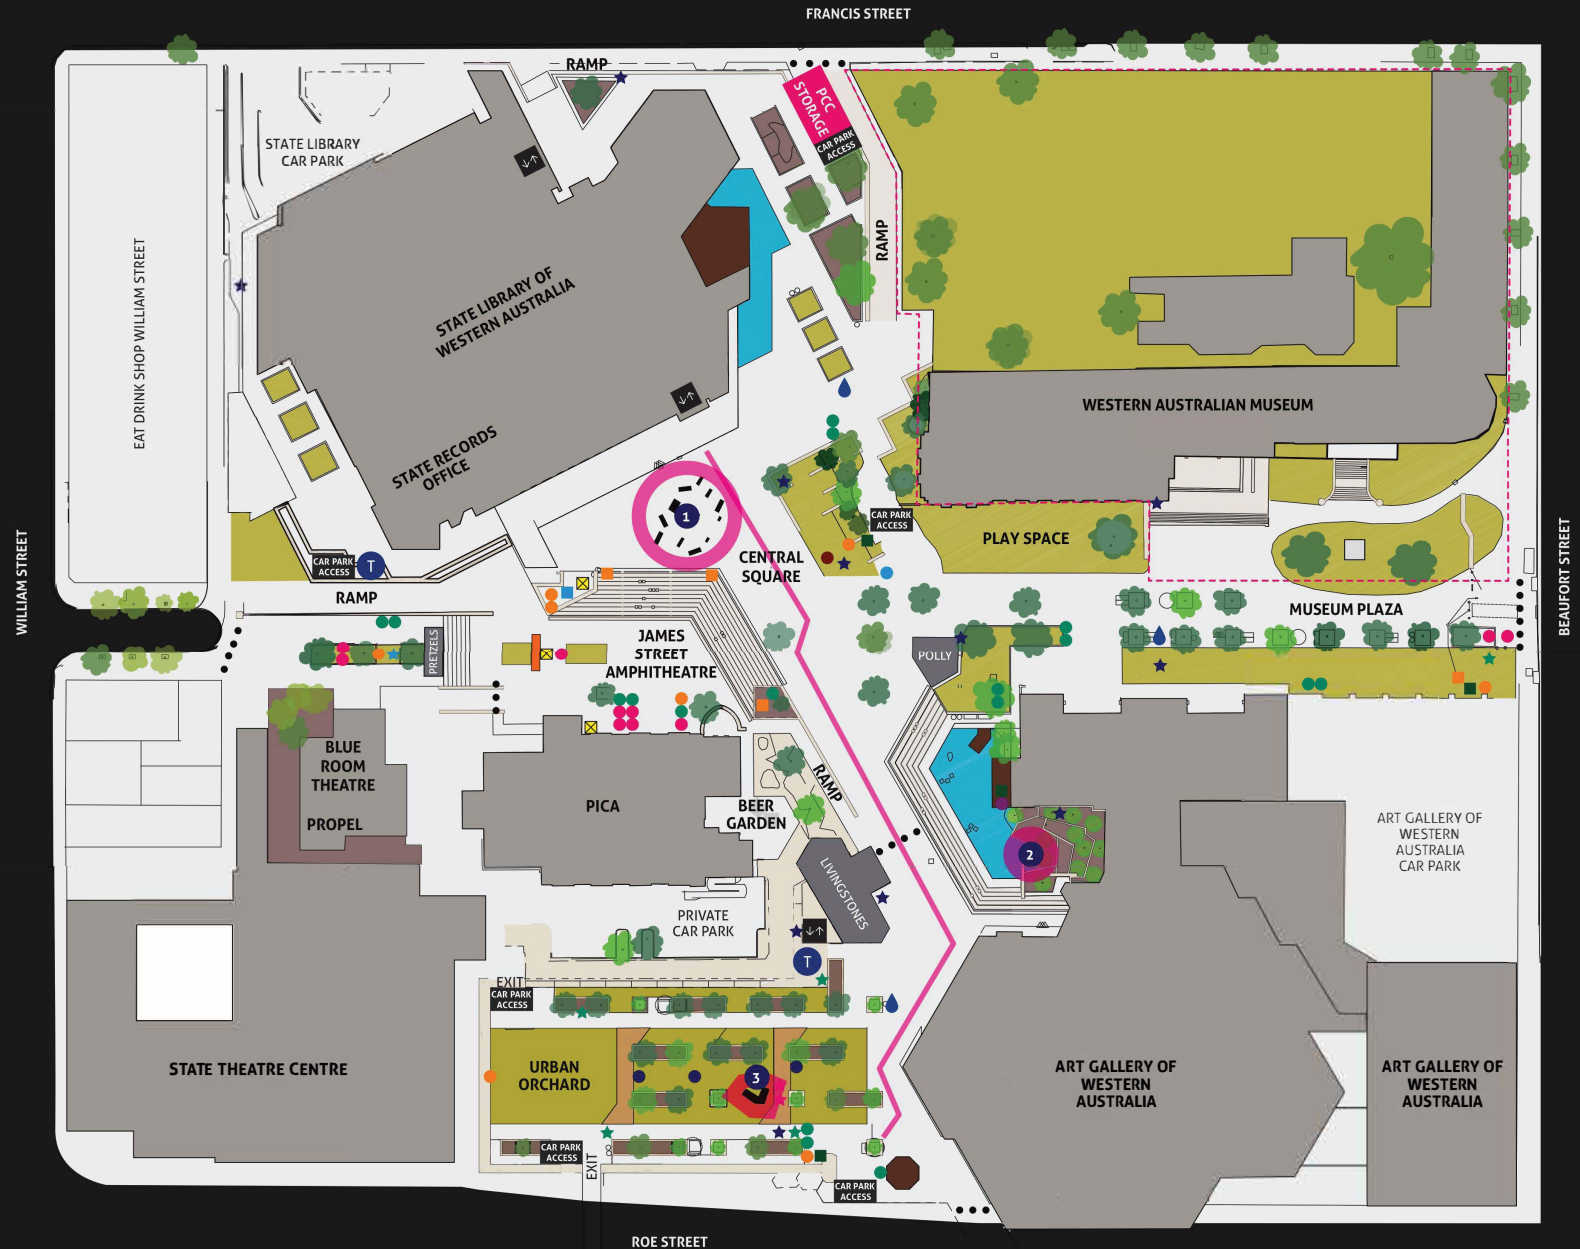 FRANCIS STREET
RAMP
PCC
STORAGE
CAR PARK
ACCESS
STATE LIBRARY
CAR PARK
EAT DRINK SHOP WILLIAM STREET
STATE LIBRARY OF
WESTERN AUSTRALIA
RAMP
WESTERN AUSTRALIAN MUSEUM
STATE RECORDS
OFFICE
1
CAR PARK
ACCESS
PLAY SPACE
CENTRAL
SQUARE
WILLIAM STREET
BEAUFORT STREET
CAR PARK
ACCESS
T
RAMP
MUSEUM PLAZA
PRETZELS
JAMES
STREET
AMPHITHEATRE
POLLY
BLUE
ROOM
THEATRE
PROPEL
PICA
BEER
GARDEN
RAMP
LIVINGSTONES
2
ART GALLERY OF
WESTERN
AUSTRALIA
CAR PARK
PRIVATE
CAR PARK
T
EXIT
CAR PARK
ACCESS
STATE THEATRE CENTRE
URBAN
ORCHARD
3
ART GALLERY OF
WESTERN
AUSTRALIA
ART GALLERY OF
WESTERN
AUSTRALIA
CAR PARK
ACCESS
EXIT
CAR PARK
ACCESS
ROE STREET